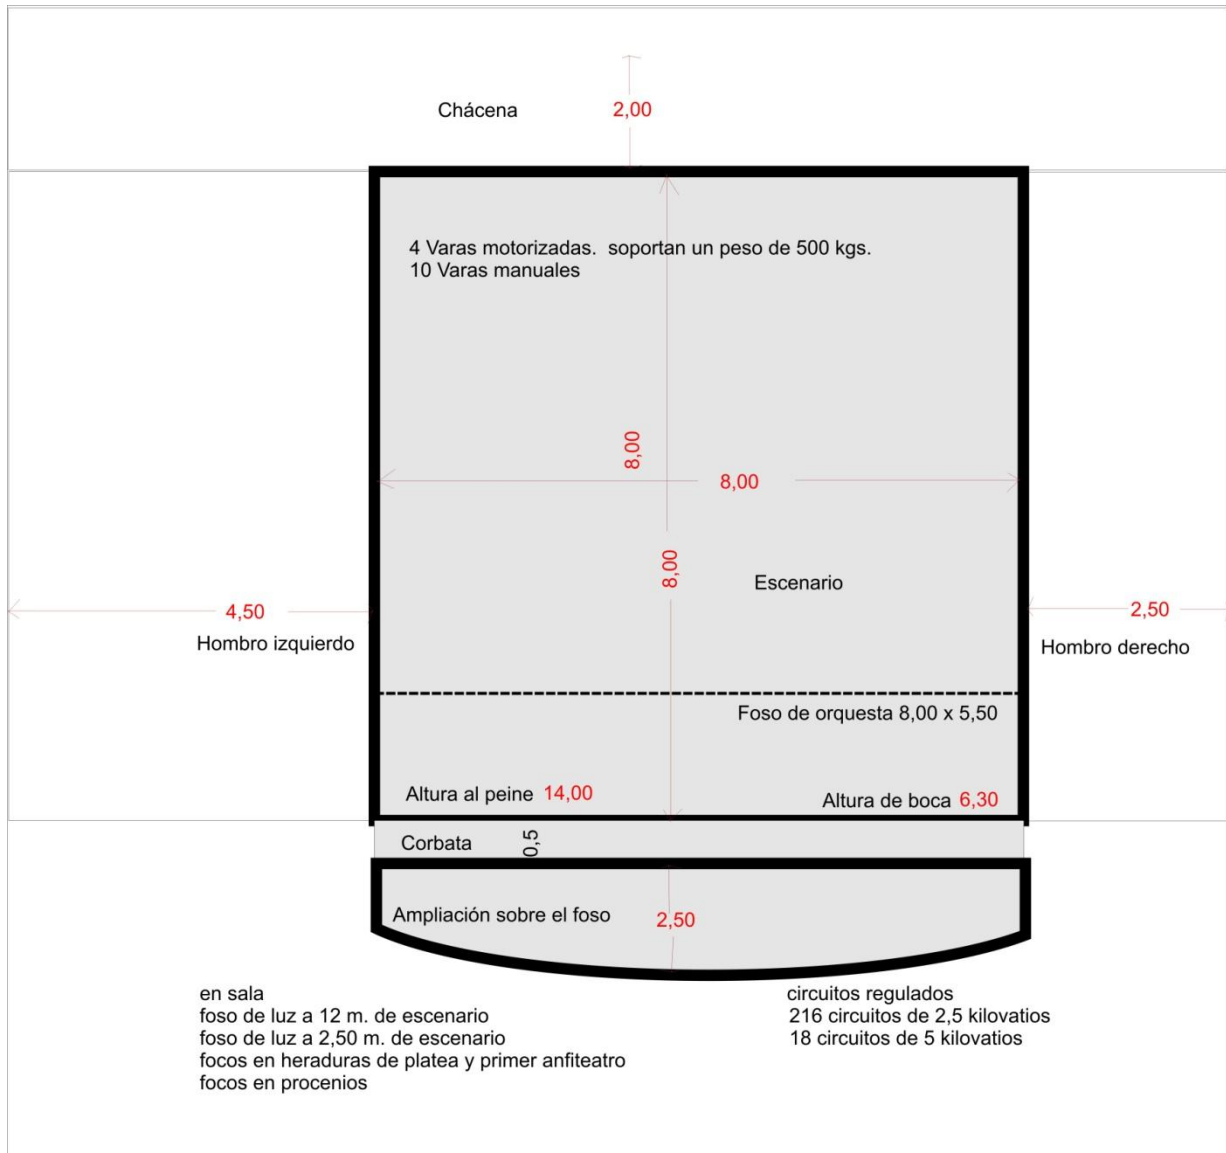 2,00
Chácena
4 Varas motorizadas.  soportan un peso de 500 kgs.
10 Varas manuales
8,00
8,00
8,00
Escenario
4,50
2,50
Hombro izquierdo
Hombro derecho
Foso de orquesta 8,00 x 5,50
Altura al peine 14,00
Altura de boca 6,30
Corbata
0,5
Ampliación sobre el foso
2,50
en sala
foso de luz a 12 m. de escenario
foso de luz a 2,50 m. de escenario
focos en heraduras de platea y primer anfiteatro
focos en procenios
circuitos regulados
216 circuitos de 2,5 kilovatios
18 circuitos de 5 kilovatios